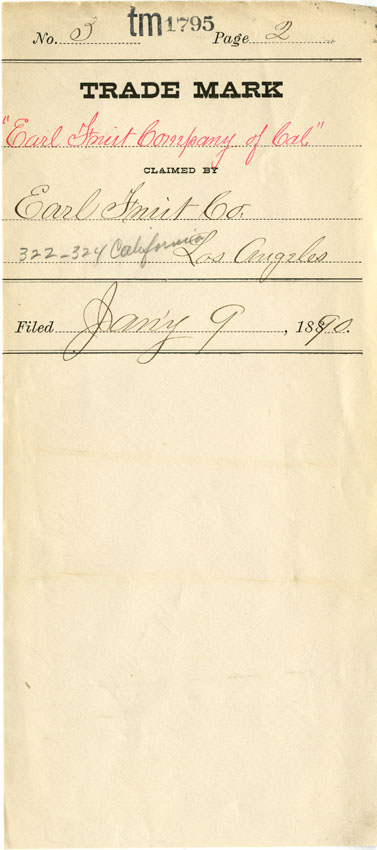 No. 3 tm1795 Page 2
TRADE MARK
"Earl Fruit Company of Cal"
CLAIMED BY
Earl Fruit Co.
322-324 California Los Angeles
Filed Jan'y 9, 1890.